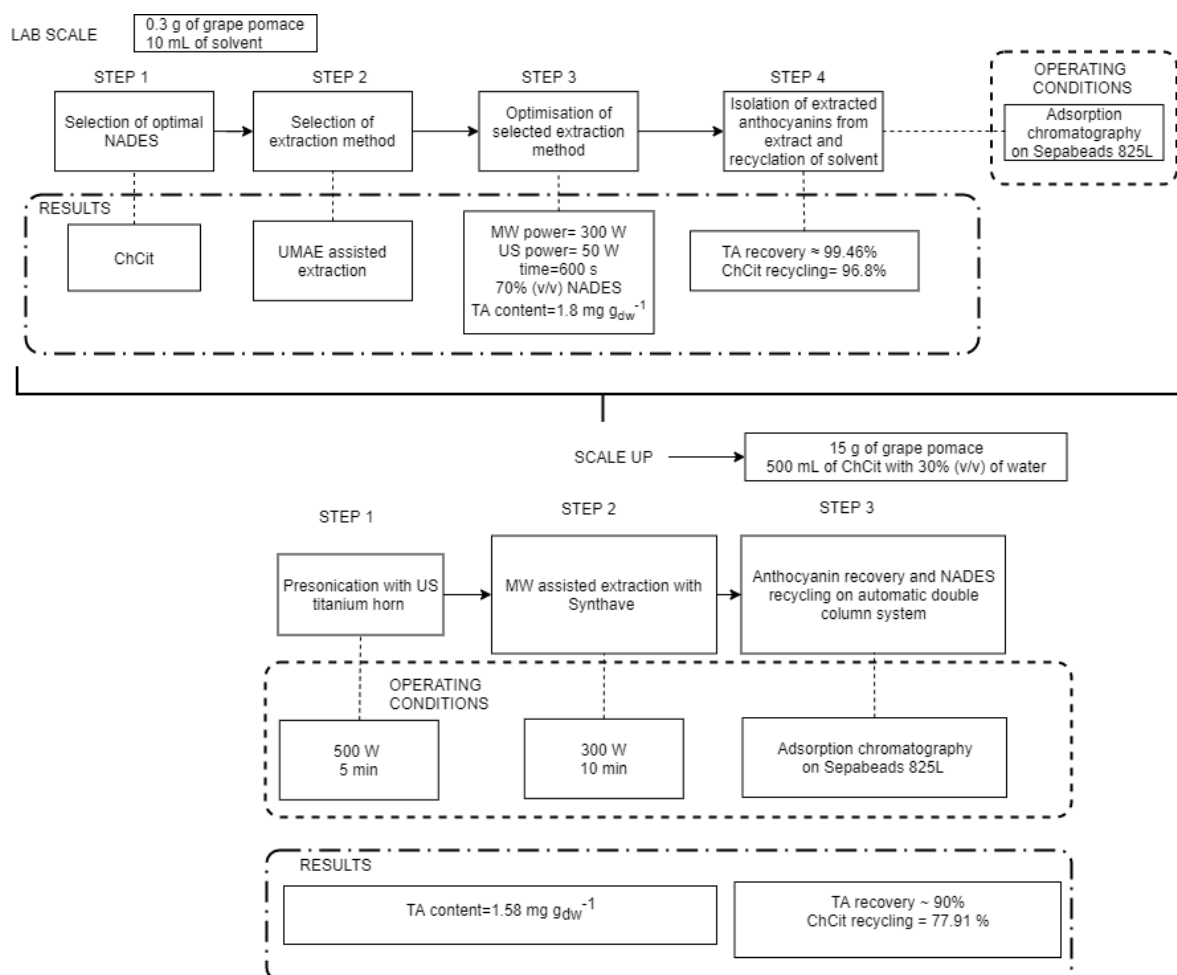 LAB SCALE
0.3 g of grape pomace
10 mL of solvent
STEP 1
Selection of optimal
NADES
STEP 2
Selection of
extraction method
STEP 3
Optimisation of
selected extraction
method
STEP 4
Isolation of extracted
anthocyanins from
extract and
recyclation of solvent
OPERATING
CONDITIONS
Adsorption
chromatography
on Sepabeads 825L
RESULTS
ChCit
UMAE assisted
extraction
MW power= 300 W
US power= 50 W
time=600 s
70% (v/v) NADES
TA content=1.8 mg g_dw^-1
TA recovery ≈ 99.46%
ChCit recycling= 96.8%
SCALE UP
15 g of grape pomace
500 mL of ChCit with 30% (v/v) of water
STEP 1
Presonication with US
titanium horn
STEP 2
MW assisted extraction with
Synthave
STEP 3
Anthocyanin recovery and NADES
recycling on automatic double
column system
OPERATING
CONDITIONS
500 W
5 min
300 W
10 min
Adsorption chromatography
on Sepabeads 825L
RESULTS
TA content=1.58 mg g_dw^-1
TA recovery ~ 90%
ChCit recycling = 77.91 %